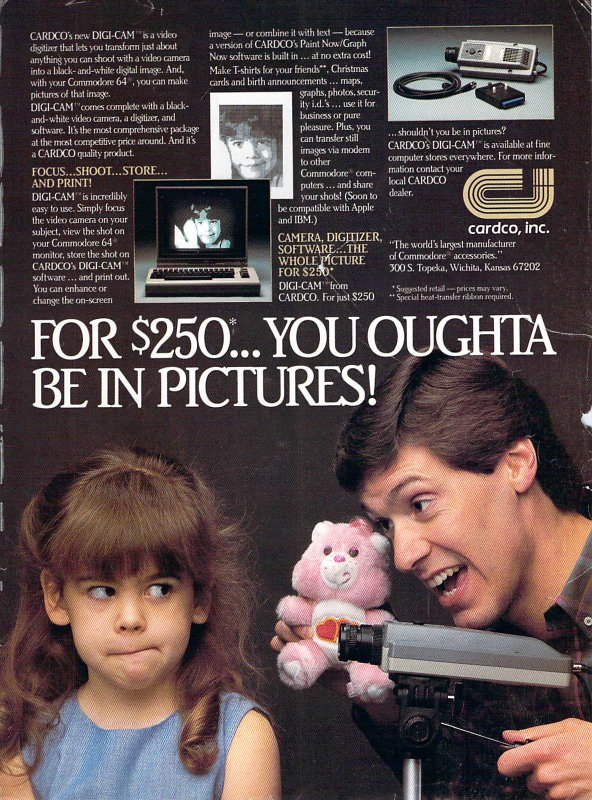 CARDCO's new DIGI-CAM™ is a video
digitizer that lets you transform just about
anything you can shoot with a video camera
into a black-and-white digital image. And,
with your Commodore 64®, you can make
pictures of that image.
DIGI-CAM™ comes complete with a black-
and-white video camera, a digitizer, and
software. It's the most comprehensive package
at the most competitive price around. And it's
a CARDCO quality product.
FOCUS...SHOOT...STORE...
AND PRINT!
DIGI-CAM™ is incredibly
easy to use. Simply focus
the video camera on your
subject, view the shot on
your Commodore 64®
monitor, store the shot on
CARDCO's DIGI-CAM™
software ... and print out.
You can enhance or
change the on-screen
image — or combine it with text — because
a version of CARDCO's Paint Now/Graph
Now software is built in ... at no extra cost!
Make T-shirts for your friends**, Christmas
cards and birth announcements ... maps,
graphs, photos, secur-
ity i.d.'s ... use it for
business or pure
pleasure. Plus, you
can transfer still
images via modem
to other
Commodore® com-
puters ... and share
your shots! (Soon to
be compatible with Apple
and IBM.)
CAMERA, DIGITIZER,
SOFTWARE...THE
WHOLE PICTURE
FOR $250*
DIGI-CAM™ from
CARDCO. For just $250
... shouldn't you be in pictures?
CARDCO's DIGI-CAM™ is available at fine
computer stores everywhere. For more infor-
mation contact your
local CARDCO
dealer.
cardco, inc.
"The world's largest manufacturer
of Commodore® accessories."
300 S. Topeka, Wichita, Kansas 67202
* Suggested retail — prices may vary.
** Special heat-transfer ribbon required.
FOR $250*... YOU OUGHTA
BE IN PICTURES!